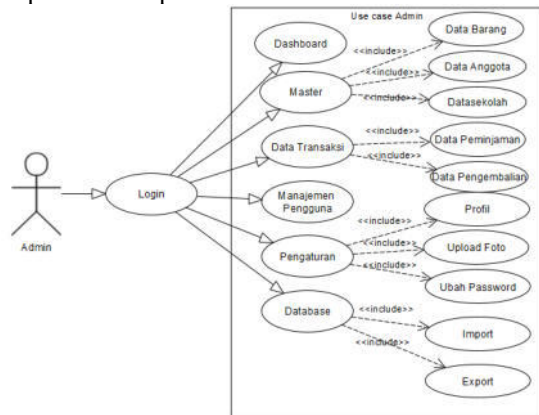 Use case Admin
Data Barang
Dashboard
<<include>>
Data Anggota
Master
<<include>>
<<include>>
Datasekolah
Data Transaksi
<<include>>
Data Peminjaman
<<include>>
Data Pengembalian
Login
Manajemen
Pengguna
Admin
<<include>>
Profil
Pengaturan
<<include>>
Upload Foto
<<include>>
Ubah Password
Database
<<include>>
Import
<<include>>
Export